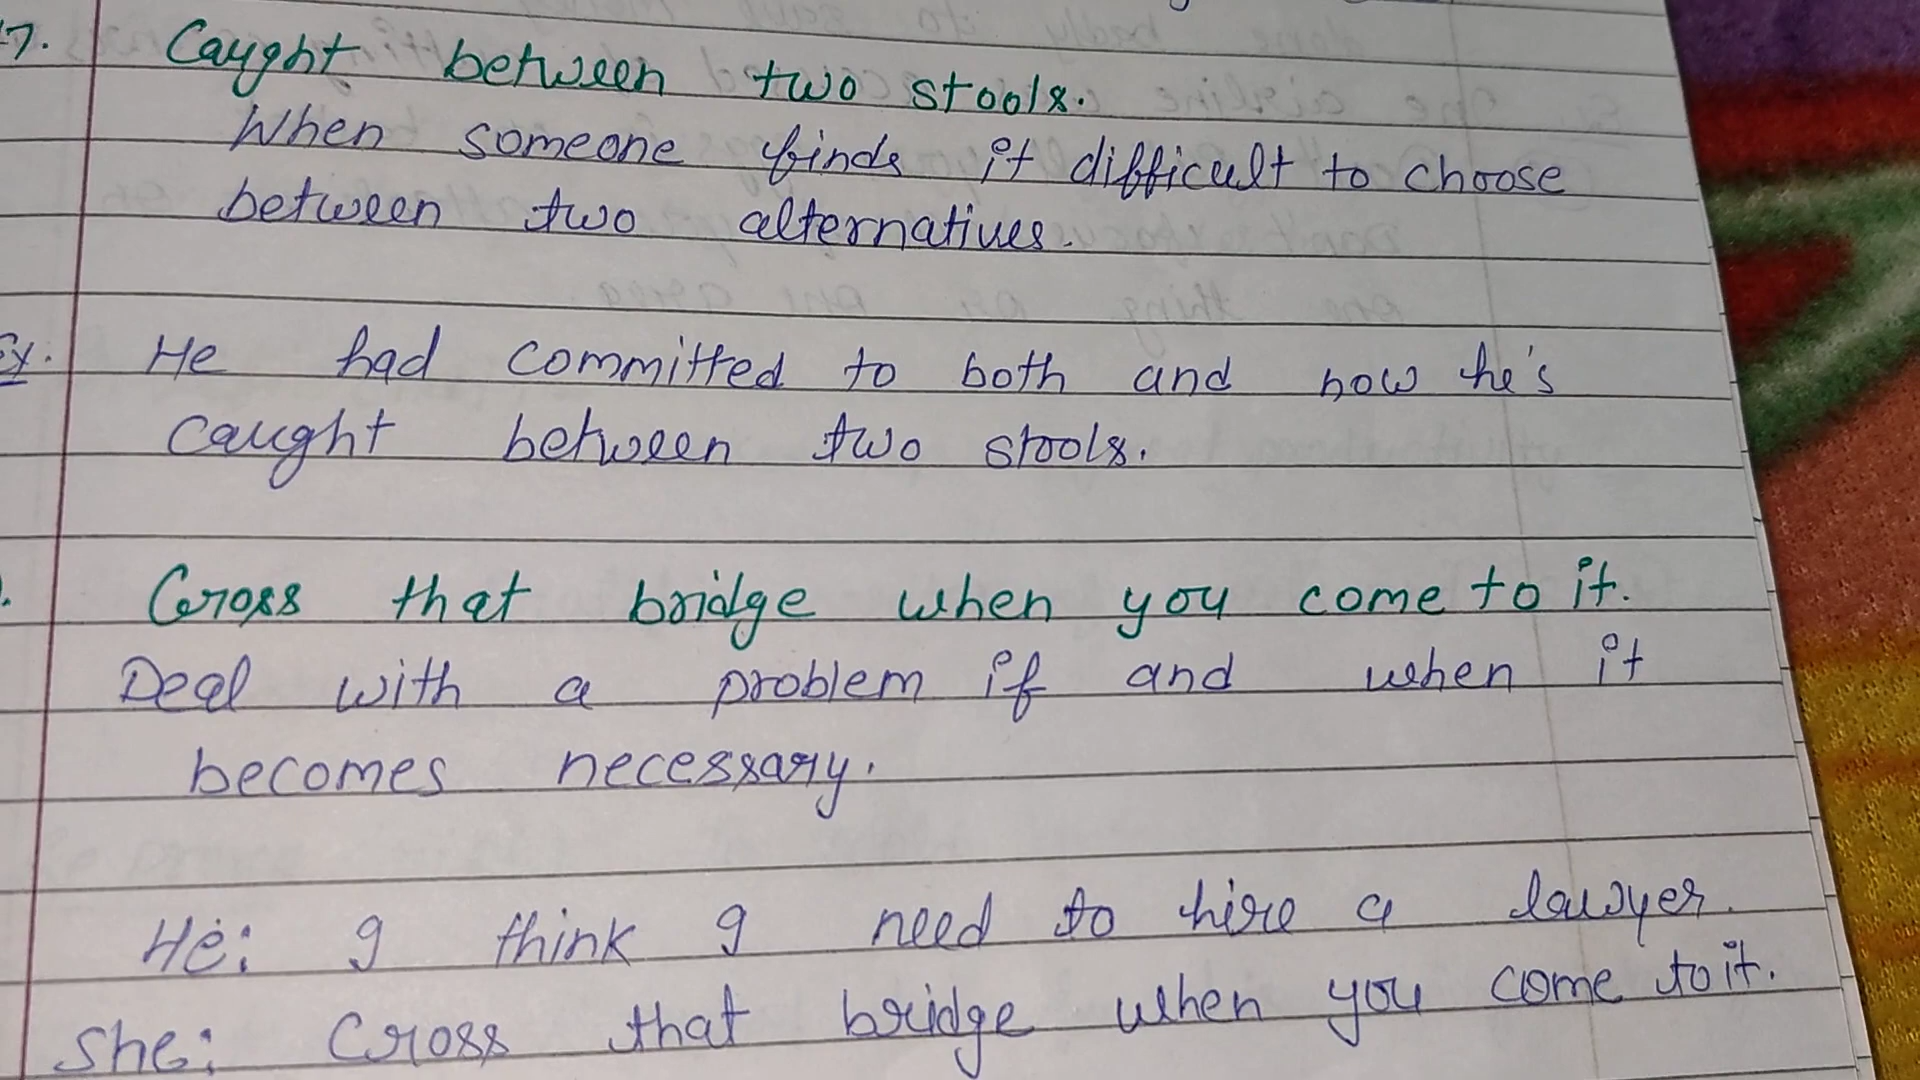 7. Caught between two stools.
When someone finds it difficult to choose
between two alternatives.
Ex. He had committed to both and now he's
caught between two stools.
Cross that bridge when you come to it.
Deal with a problem if and when it
becomes necessary.
He: I think I need to hire a lawyer.
She: Cross that bridge when you come to it.